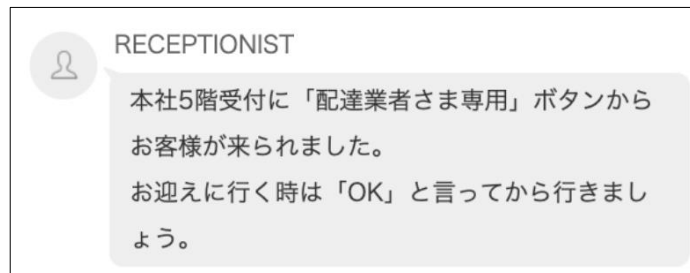 RECEPTIONIST
本社5階受付に「配達業者さま専用」ボタンから
お客様が来られました。
お迎えに行く時は「OK」と言ってから行きまし
ょう。